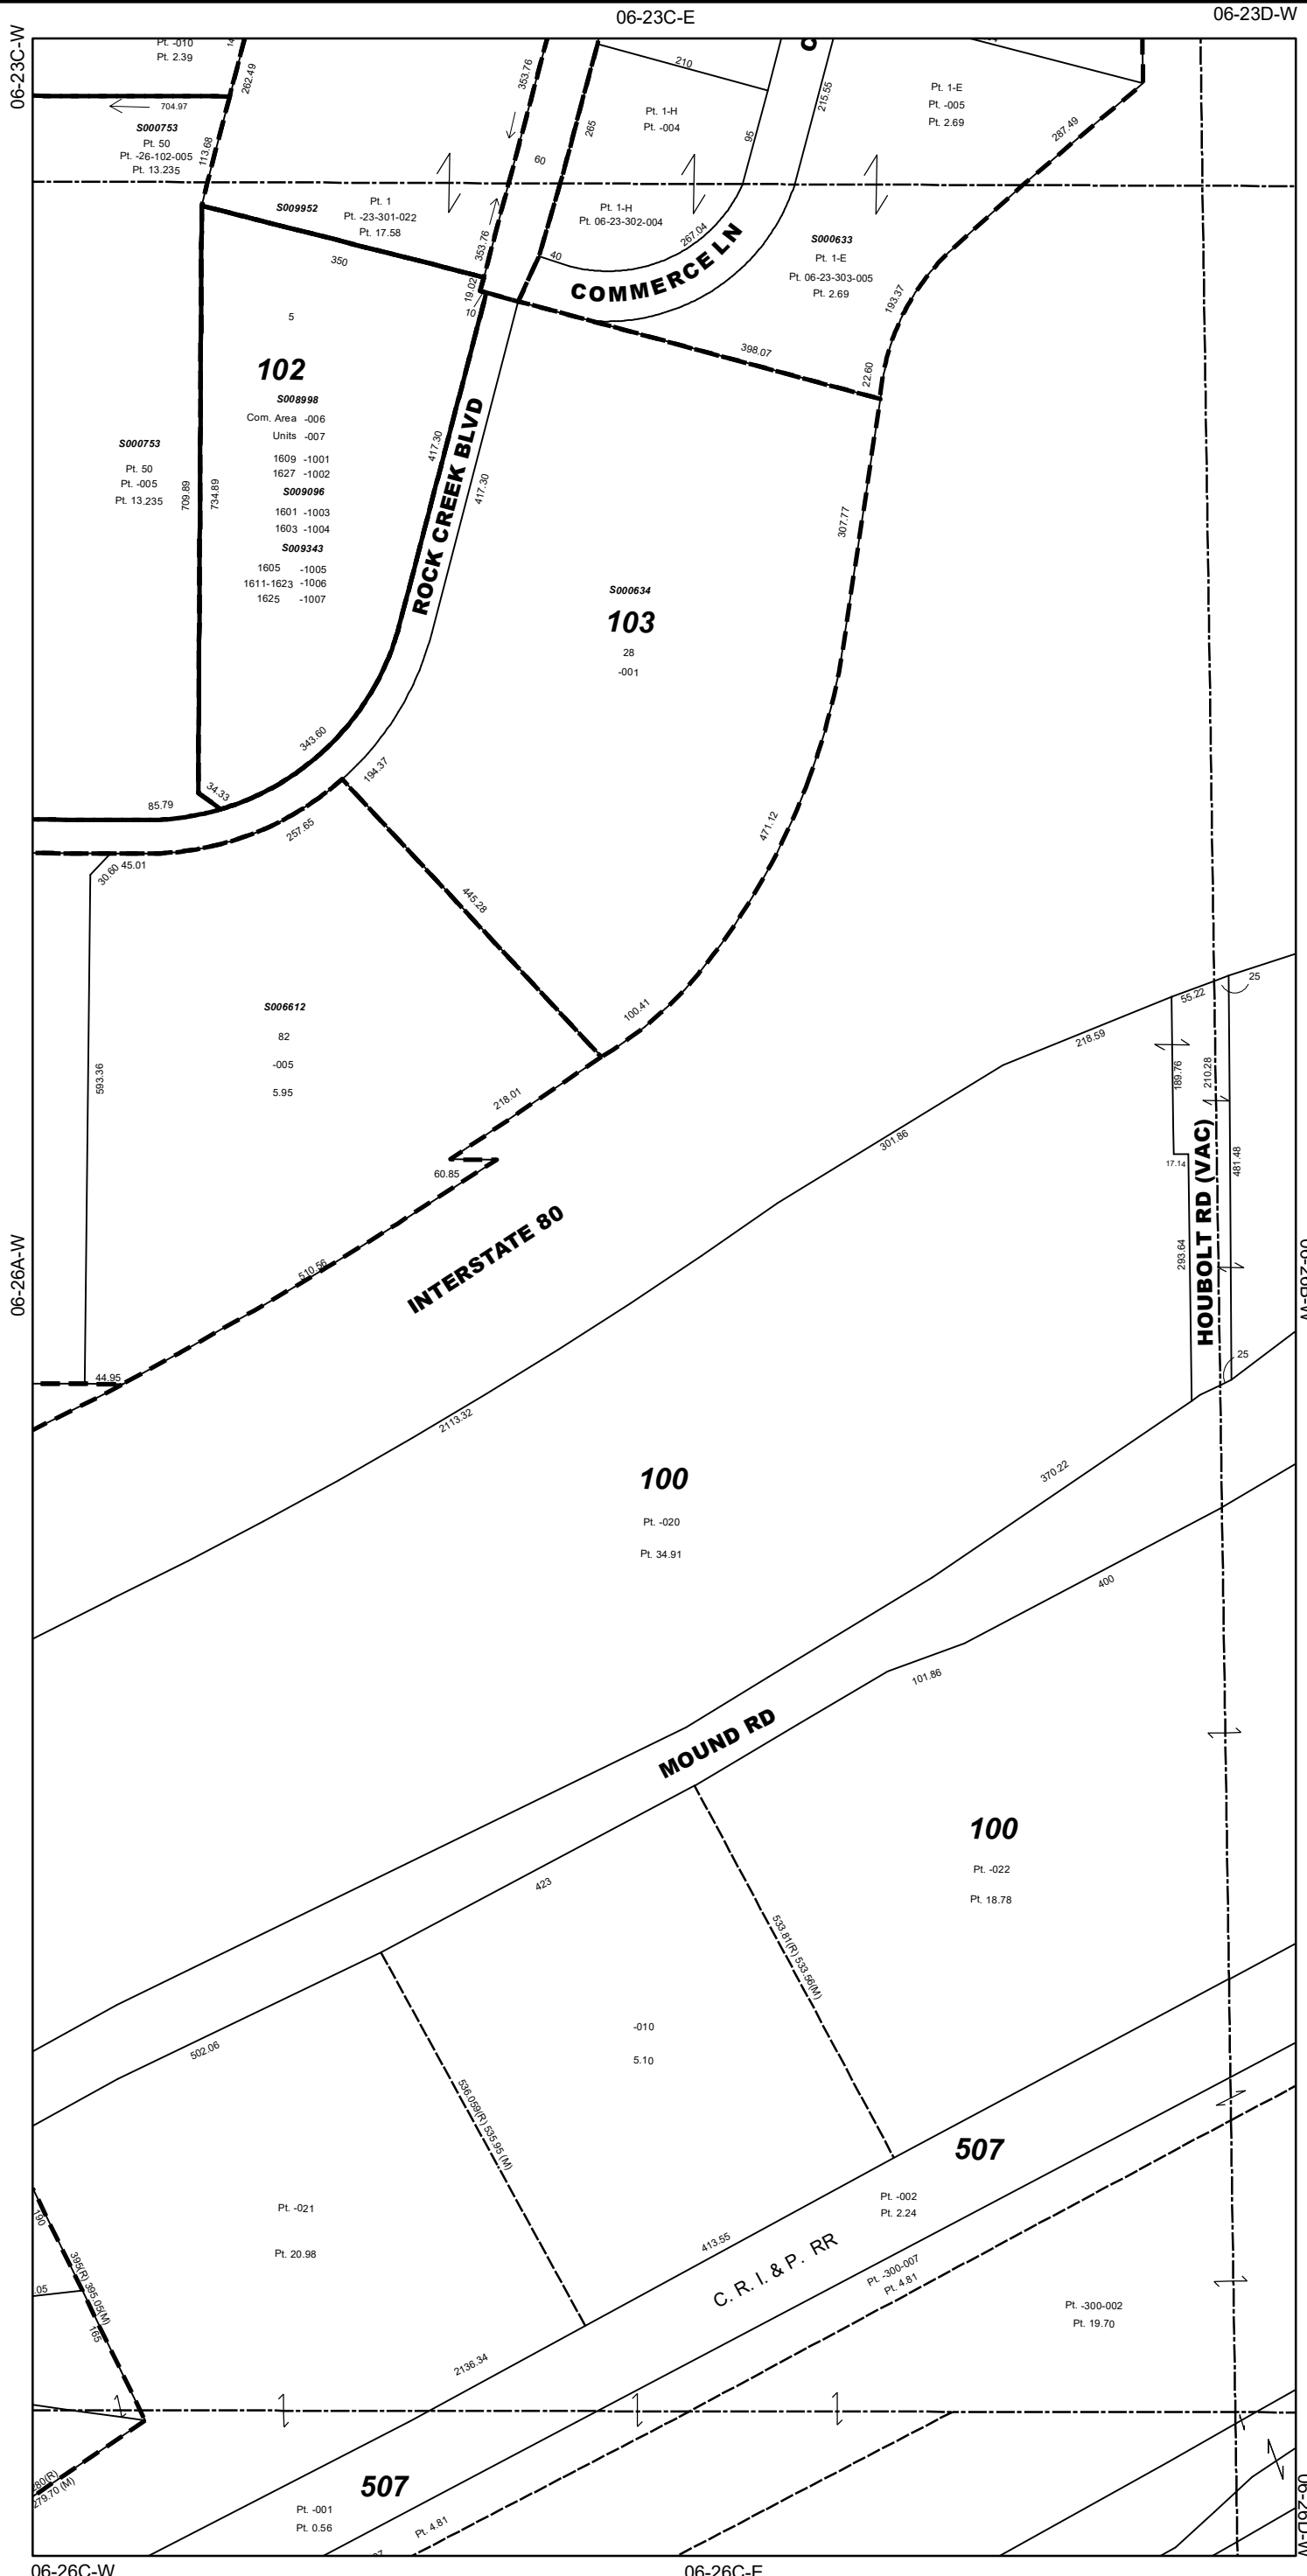 06-23C-E
06-23D-W
06-23C-W
Pt. -010
Pt. 2.39
14
262.49
704.97
S000753
Pt. 50
Pt. -26-102-005
Pt. 13.235
113.68
353.76
60
265
210
Pt. 1-H
Pt. -004
95
215.55
Pt. 1-E
Pt. -005
Pt. 2.69
287.49
S009952
Pt. 1
Pt. -23-301-022
Pt. 17.58
350
353.76
19.02
10
40
Pt. 1-H
Pt. 06-23-302-004
267.04
COMMERCE LN
S000633
Pt. 1-E
Pt. 06-23-303-005
Pt. 2.69
193.37
398.07
22.60
5
102
S008998
Com. Area -006
Units -007
1609 -1001
1627 -1002
S009096
1601 -1003
1603 -1004
S009343
1605 -1005
1611-1623 -1006
1625 -1007
S000753
Pt. 50
Pt. -005
Pt. 13.235
709.89
734.89
417.30
ROCK CREEK BLVD
417.30
307.77
S000634
103
28
-001
343.60
34.33
85.79
194.37
257.65
30.60
45.01
471.12
445.28
100.41
S006612
82
-005
5.95
593.36
218.01
60.85
510.56
44.95
INTERSTATE 80
25
55.22
218.59
189.76
210.28
301.86
17.14
481.48
293.64
HOUBOLT RD (VAC)
25
06-26A-W
06-26B-W
2113.32
100
Pt. -020
Pt. 34.91
370.22
400
101.86
MOUND RD
100
Pt. -022
Pt. 18.78
423
533.81(R) 533.56(M)
-010
5.10
502.06
536.059(R) 535.95 (M)
507
Pt. -002
Pt. 2.24
Pt. -021
Pt. 20.98
413.55
C. R. I. & P. RR
Pt. -300-007
Pt. 4.81
Pt. -300-002
Pt. 19.70
190
395(R) 395.05(M)
.05
165
2136.34
80(R)
279.70 (M)
507
Pt. -001
Pt. 0.56
Pt. 4.81
06-26D-W
06-26C-W
06-26C-E